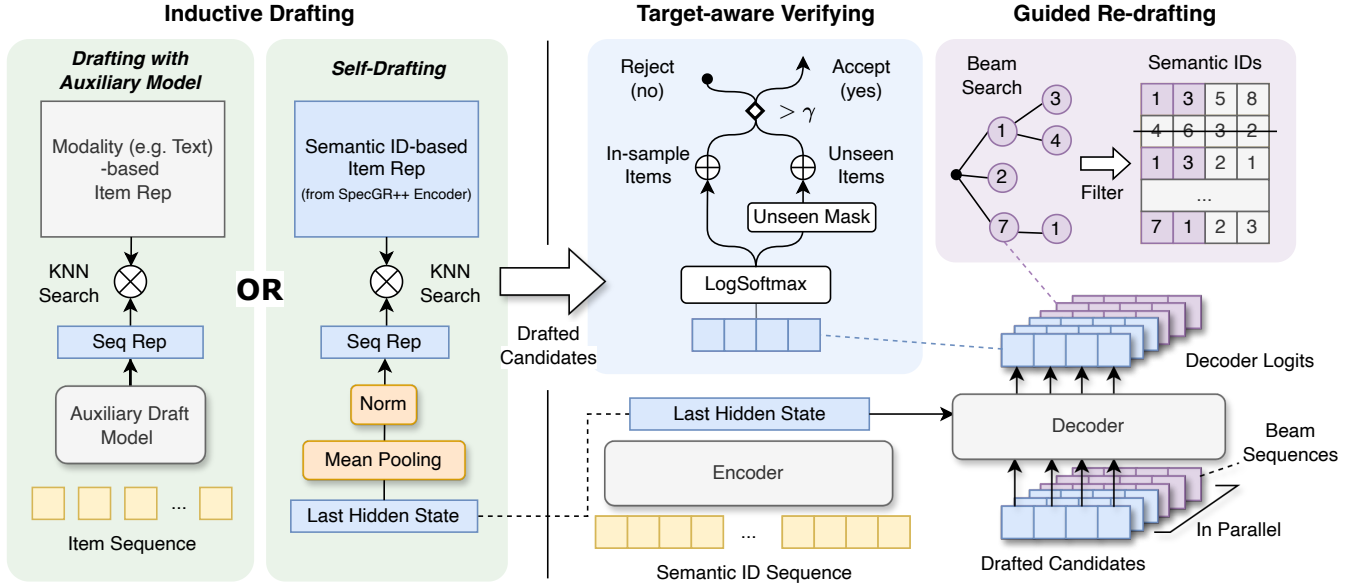 Inductive Drafting
Target-aware Verifying
Guided Re-drafting
Drafting with
Auxiliary Model
Modality (e.g. Text)
-based
Item Rep
KNN
Search
Seq Rep
Auxiliary Draft
Model
...
Item Sequence
OR
Self-Drafting
Semantic ID-based
Item Rep
(from SpecGR++ Encoder)
KNN
Search
Seq Rep
Norm
Mean Pooling
Last Hidden State
Drafted
Candidates
Reject
(no)
Accept
(yes)
> γ
In-sample
Items
Unseen
Items
Unseen Mask
LogSoftmax
Last Hidden State
Encoder
...
Semantic ID Sequence
Beam
Search
3
1
4
2
7
1
Filter
Semantic IDs
1 3 5 8
4 6 3 2
1 3 2 1
...
7 1 2 3
Decoder Logits
Decoder
Beam
Sequences
In Parallel
Drafted Candidates